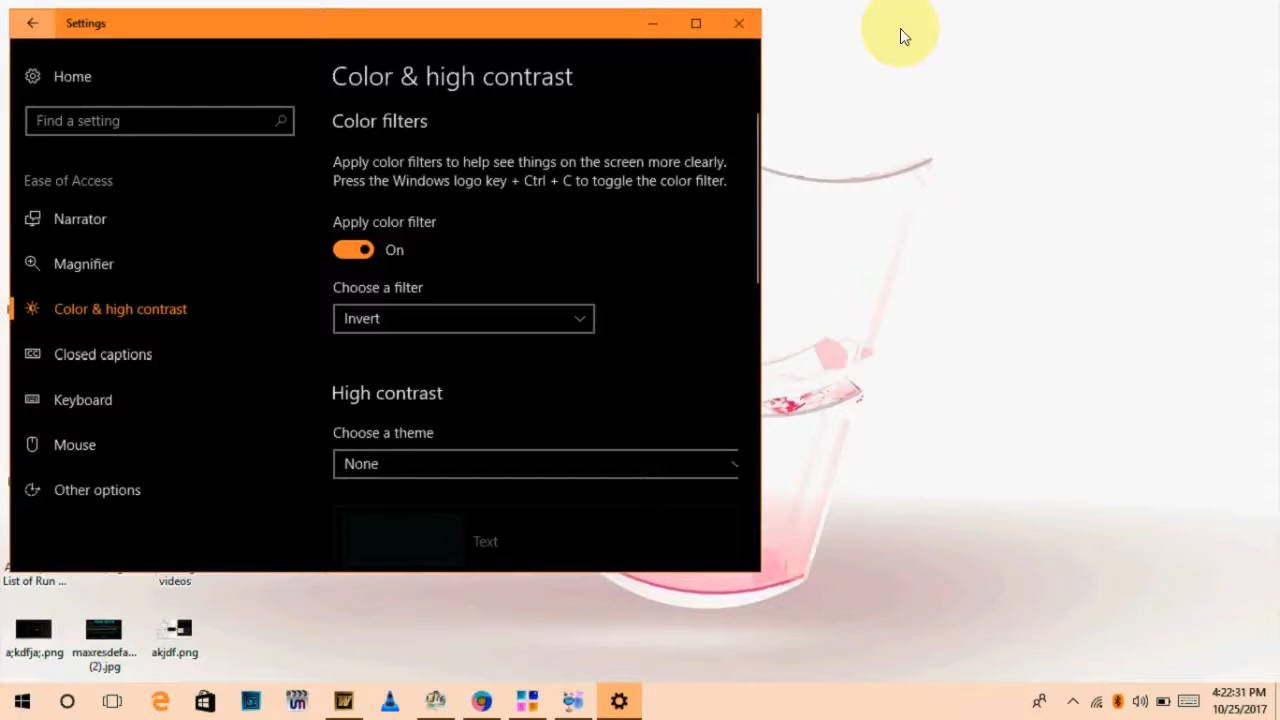 Settings
Home
Find a setting
Ease of Access
Narrator
Magnifier
Color & high contrast
Closed captions
Keyboard
Mouse
Other options
Color & high contrast
Color filters
Apply color filters to help see things on the screen more clearly.
Press the Windows logo key + Ctrl + C to toggle the color filter.
Apply color filter
On
Choose a filter
Invert
High contrast
Choose a theme
None
Text
List of Run ...
videos
a;kdfja;.png
maxresdefa...
(2).jpg
akjdf.png
4:22:31 PM
10/25/2017